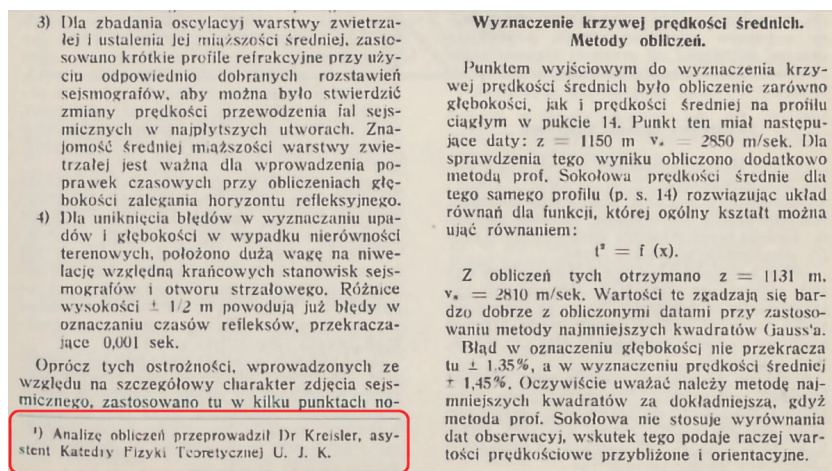 3) Dla zbadania oscylacyj warstwy zwietrza-
łej i ustalenia jej miąższości średniej, zasto-
sowano krótkie profile refrakcyjne przy uży-
ciu odpowiednio dobranych rozstawień
sejsmografów, aby można było stwierdzić
zmiany prędkości przewodzenia fal sejs-
micznych w najpłytszych utworach. Zna-
jomość średniej miąższości warstwy zwie-
trzałej jest ważna dla wprowadzenia po-
prawek czasowych przy obliczeniach głę-
bokości zalegania horyzontu refleksyjnego.
4) Dla uniknięcia błędów w wyznaczaniu upa-
dów i głębokości w wypadku nierówności
terenowych, położono dużą wagę na niwe-
lację względną krańcowych stanowisk sejs-
mografów i otworu strzałowego. Różnice
wysokości ± 1/2 m powodują już błędy w
oznaczaniu czasów refleksów, przekracza-
jące 0,001 sek.
Oprócz tych ostrożności, wprowadzonych ze
względu na szczegółowy charakter zdjęcia sejs-
micznego, zastosowano tu w kilku punktach no-
¹) Analizę obliczeń przeprowadził Dr Kreisler, asy-
stent Katedry Fizyki Teoretycznej U. J. K.
Wyznaczenie krzywej prędkości średnich.
Metody obliczeń.
Punktem wyjściowym do wyznaczenia krzy-
wej prędkości średnich było obliczenie zarówno
głębokości, jak i prędkości średniej na profilu
ciągłym w pukcie 14. Punkt ten miał następu-
jące daty: z = 1150 m vₐ = 2850 m/sek. Dla
sprawdzenia tego wyniku obliczono dodatkowo
metodą prof. Sokołowa prędkości średnie dla
tego samego profilu (p. s. 14) rozwiązując układ
równań dla funkcji, której ogólny kształt można
ująć równaniem:
t² = f (x).
Z obliczeń tych otrzymano z = 1131 m.
vₐ = 2810 m/sek. Wartości te zgadzają się bar-
dzo dobrze z obliczonymi datami przy zastoso-
waniu metody najmniejszych kwadratów Gauss'a.
Błąd w oznaczeniu głębokości nie przekracza
tu ± 1.35%, a w wyznaczeniu prędkości średniej
± 1,45%. Oczywiście uważać należy metodę naj-
mniejszych kwadratów za dokładniejszą, gdyż
metoda prof. Sokołowa nie stosuje wyrównania
dat obserwacyj, wskutek tego podaje raczej war-
tości prędkościowe przybliżone i orientacyjne.